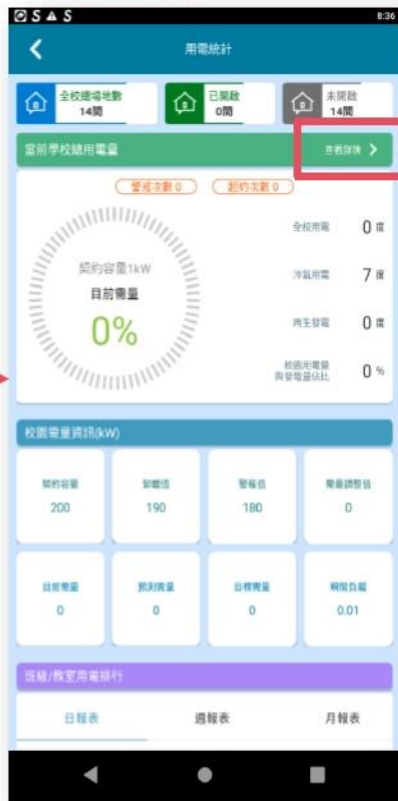 8:36
用電統計
全校總場地數
14間
已開啟
0間
未開啟
14間
當前學校總用電量
查看詳情
警戒次數 0
超約次數 0
契約容量1kW
目前需量
0%
全校用電 0 度
冷氣用電 7 度
再生發電 0 度
校園用電量
與發電量佔比 0 %
校園需量資訊(kW)
契約容量
200
卸載值
190
警報值
180
需量調整值
0
目前需量
0
預測需量
0
目標需量
0
瞬間負載
0.01
班級/教室用電排行
日報表
週報表
月報表